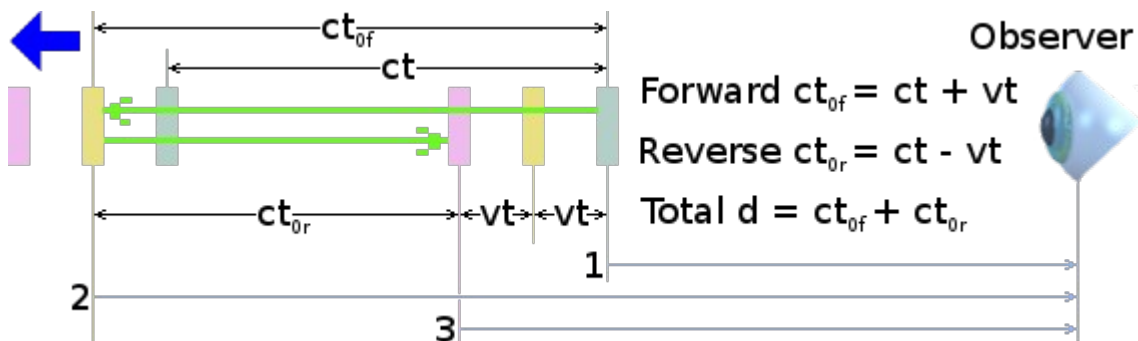 ct₀f
Observer
ct
Forward ct₀f = ct + vt
Reverse ct₀r = ct - vt
ct₀r vt vt
Total d = ct₀f + ct₀r
1
2
3